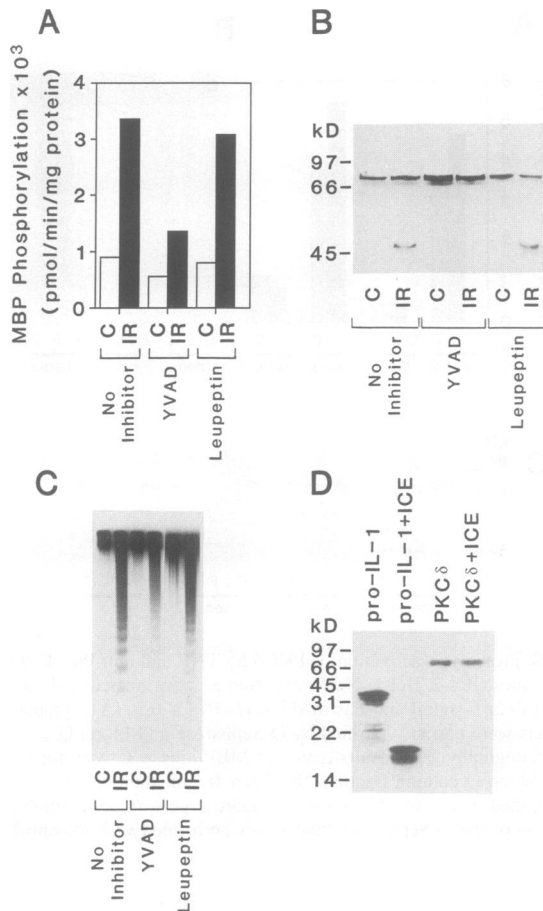 A
MBP Phosphorylation x10³
(pmol/min/mg protein)
4
3
2
1
0
C
IR
C
IR
C
IR
No
Inhibitor
YVAD
Leupeptin
B
kD
97-
66-
45-
C
IR
C
IR
C
IR
No
Inhibitor
YVAD
Leupeptin
C
C
IR
C
IR
C
IR
No
Inhibitor
YVAD
Leupeptin
D
pro-IL-1
pro-IL-1+ICE
PKCδ
PKCδ+ICE
kD
97-
66-
45-
31-
22-
14-